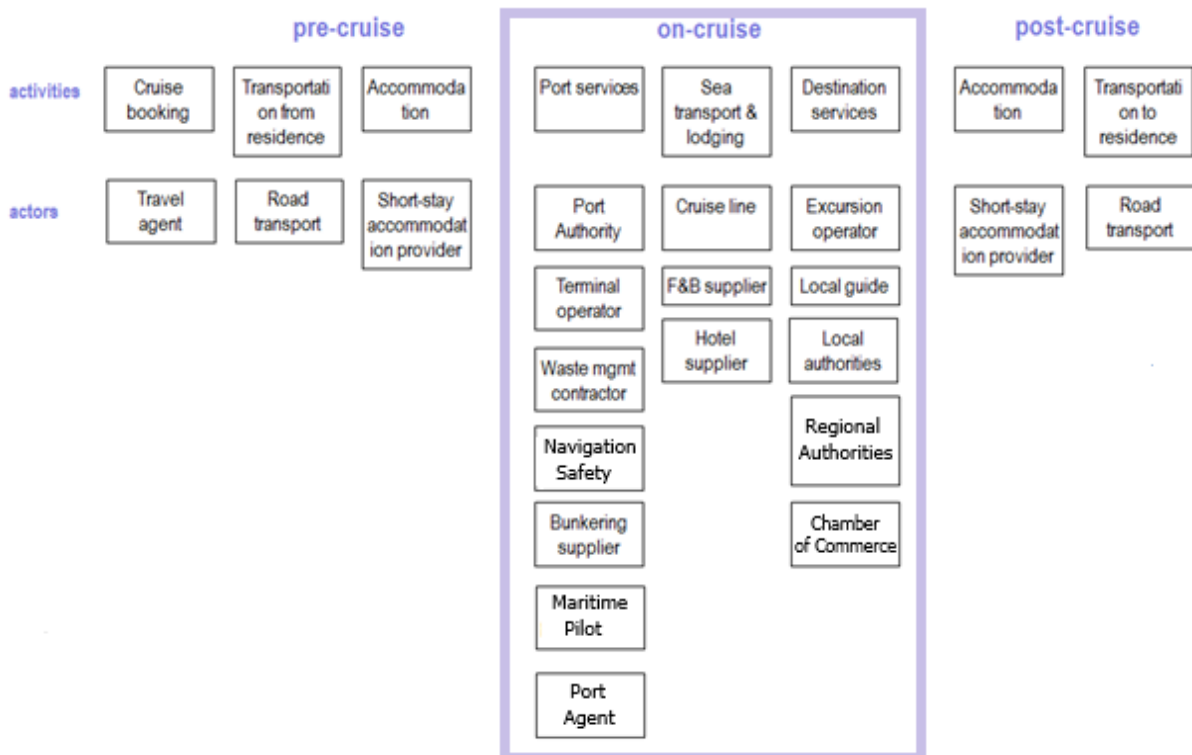 pre-cruise
on-cruise
post-cruise
activities
Cruise
booking
Transportati
on from
residence
Accommoda
tion
Port services
Sea
transport &
lodging
Destination
services
Accommoda
tion
Transportati
on to
residence
actors
Travel
agent
Road
transport
Short-stay
accommodat
ion provider
Port
Authority
Cruise line
Excursion
operator
Short-stay
accommodat
ion provider
Road
transport
Terminal
operator
F&B supplier
Local guide
Hotel
supplier
Local
authorities
Waste mgmt
contractor
Regional
Authorities
Navigation
Safety
Bunkering
supplier
Chamber
of Commerce
Maritime
Pilot
Port
Agent